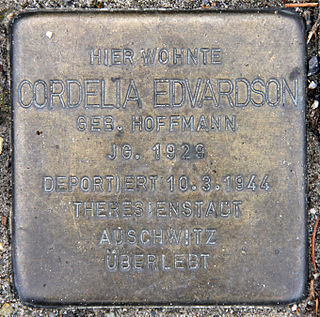 HIER WOHNTE
CORDELIA EDVARDSON
GEB. HOFFMANN
JG. 1929
DEPORTIERT 10.3.1944
THERESIENSTADT
AUSCHWITZ
ÜBERLEBT